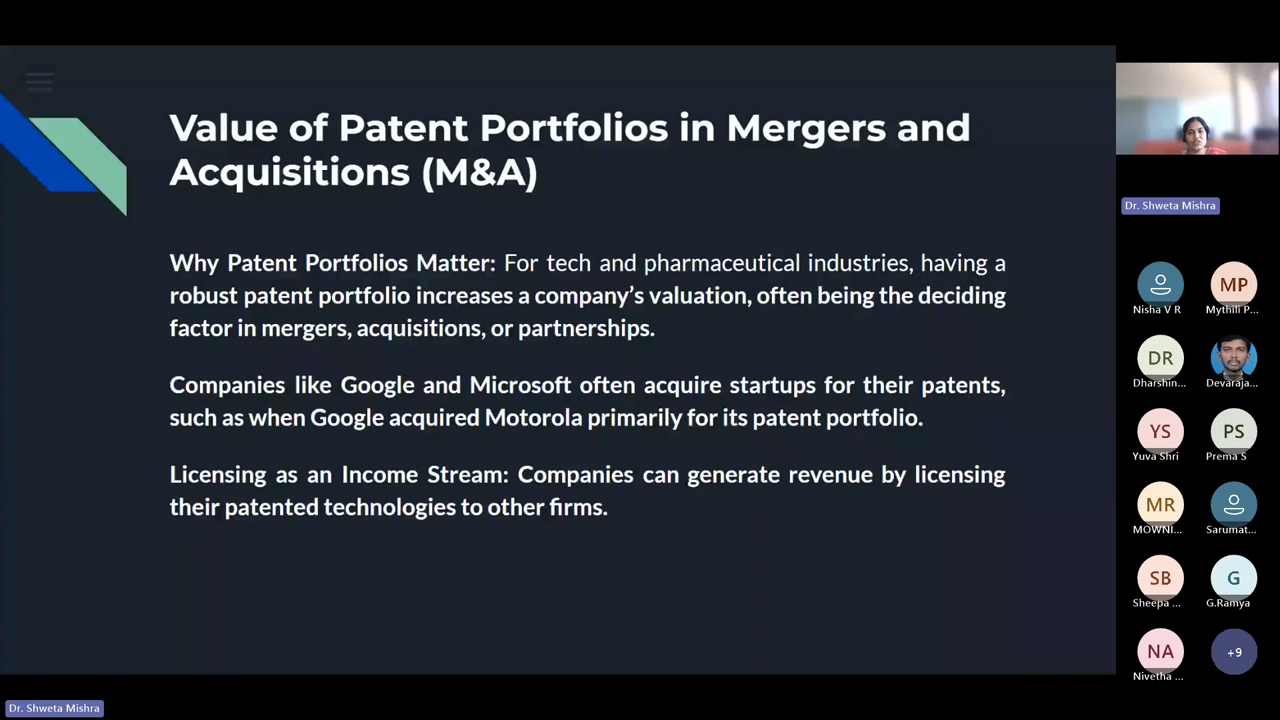 Value of Patent Portfolios in Mergers and
Acquisitions (M&A)
Why Patent Portfolios Matter: For tech and pharmaceutical industries, having a
robust patent portfolio increases a company’s valuation, often being the deciding
factor in mergers, acquisitions, or partnerships.
Companies like Google and Microsoft often acquire startups for their patents,
such as when Google acquired Motorola primarily for its patent portfolio.
Licensing as an Income Stream: Companies can generate revenue by licensing
their patented technologies to other firms.
Dr. Shweta Mishra
Nisha V R
MP
Mythili P...
DR
Dharshin...
Devaraja...
YS
Yuva Shri
PS
Prema S
MR
MOWNI...
Sarumat...
SB
Sheepa ...
G
G.Ramya
NA
Nivetha ...
+9
Dr. Shweta Mishra